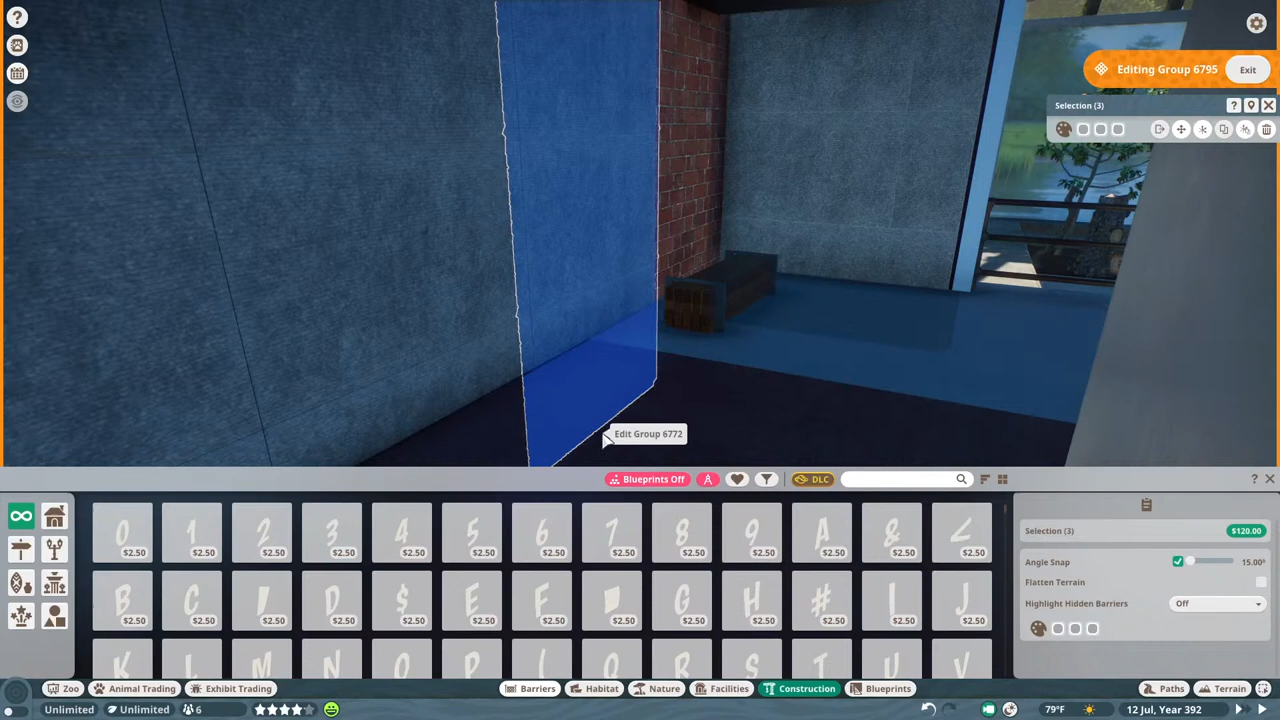 ?
Editing Group 6795
Exit
Selection (3)
?
Edit Group 6772
Blueprints Off
DLC
?
0
$2.50
1
$2.50
2
$2.50
3
$2.50
4
$2.50
5
$2.50
6
$2.50
7
$2.50
8
$2.50
9
$2.50
A
$2.50
&
$2.50
<
$2.50
B
$2.50
C
$2.50
$2.50
D
$2.50
$
$2.50
E
$2.50
F
$2.50
$2.50
G
$2.50
H
$2.50
#
$2.50
I
$2.50
J
$2.50
K
L
M
N
O
P
(
Q
R
S
T
U
V
Selection (3)
$120.00
Angle Snap
15.00°
Flatten Terrain
Highlight Hidden Barriers
Off
Zoo
Animal Trading
Exhibit Trading
Barriers
Habitat
Nature
Facilities
Construction
Blueprints
Paths
Terrain
Unlimited
Unlimited
6
79°F
12 Jul, Year 392